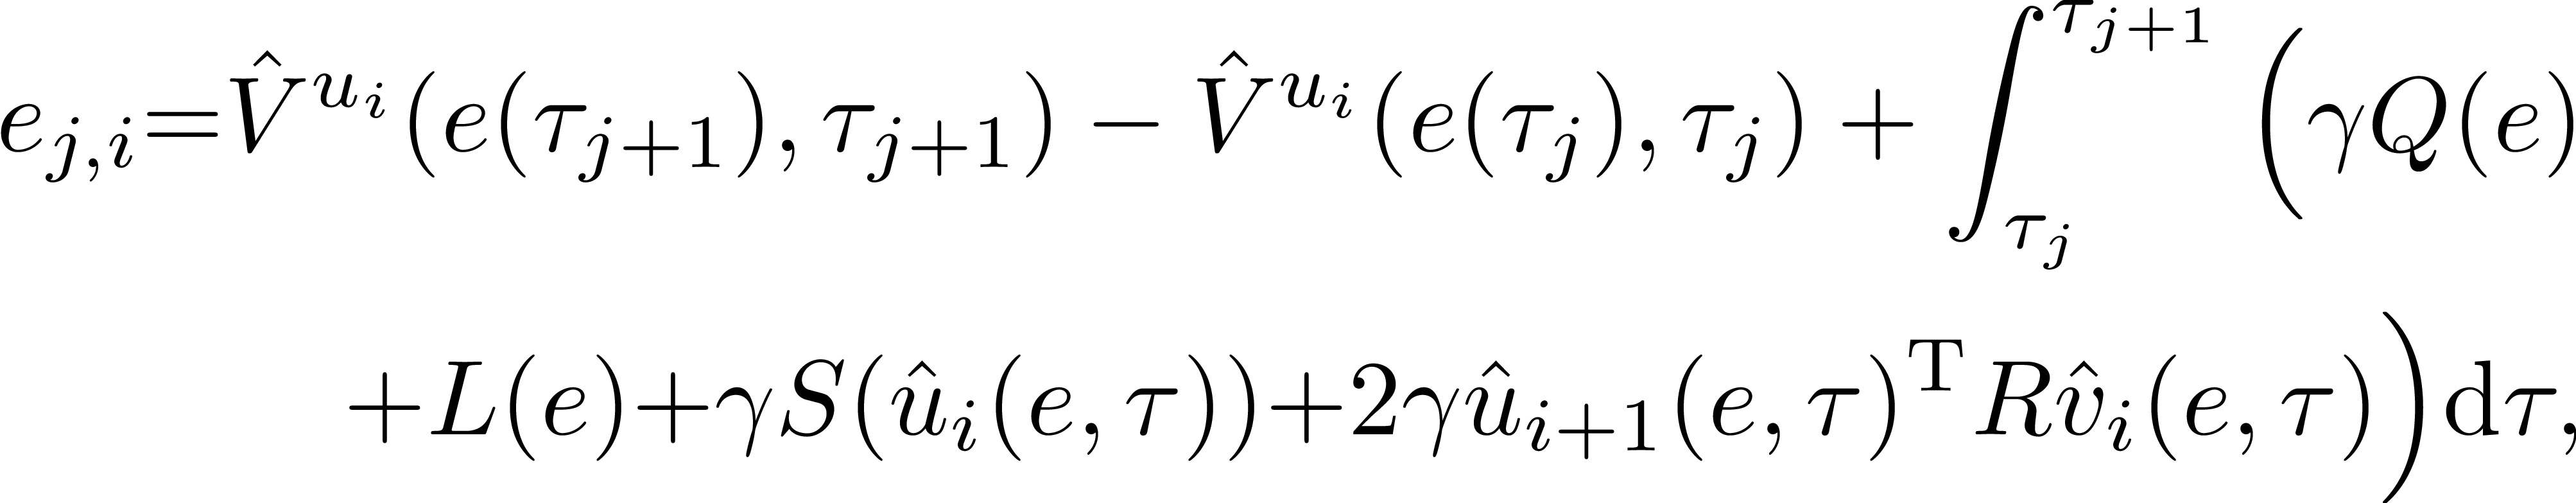 e_{j,i}=\hat{V}^{u_i}(e(\tau_{j+1}),\tau_{j+1})-\hat{V}^{u_i}(e(\tau_j),\tau_j)+\int_{\tau_j}^{\tau_{j+1}}\Big(\gamma Q(e)
+L(e)+\gamma S(\hat{u}_i(e,\tau))+2\gamma\hat{u}_{i+1}(e,\tau)^{\mathrm{T}}R\hat{v}_i(e,\tau)\Big)\mathrm{d}\tau,